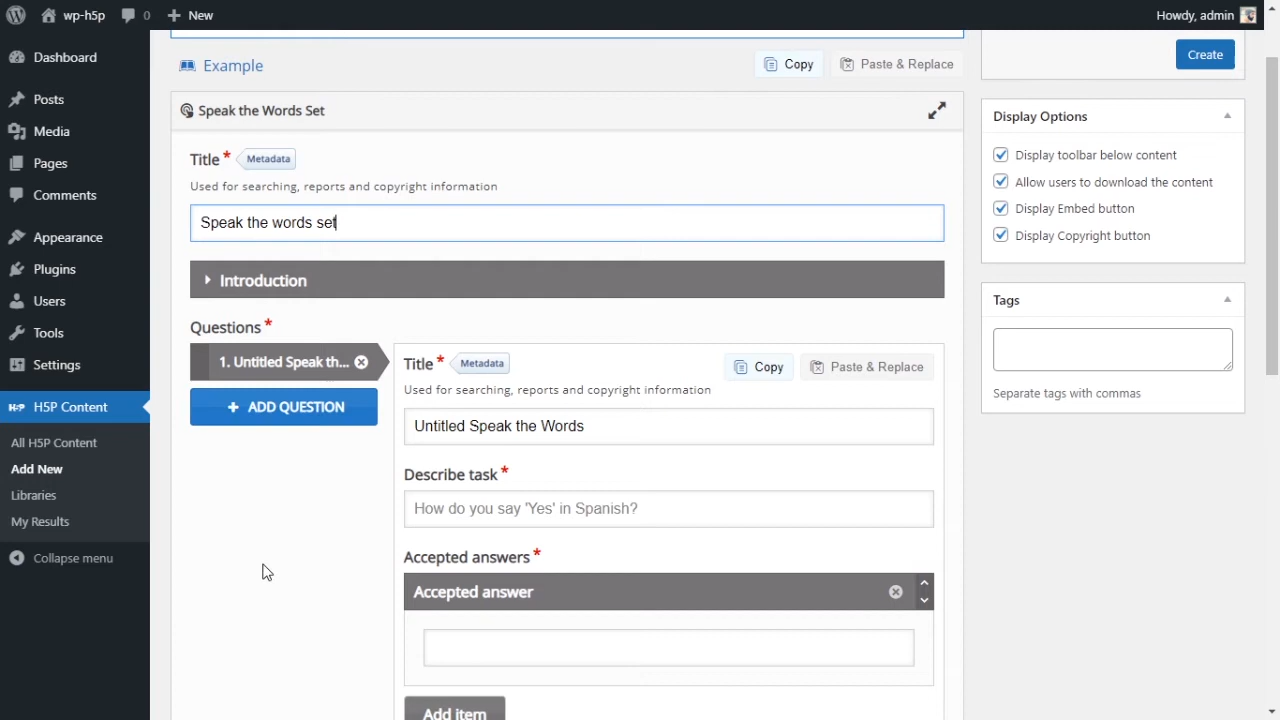 wp-h5p 0 New Howdy, admin
Dashboard
Posts
Media
Pages
Comments
Appearance
Plugins
Users
Tools
Settings
H5P H5P Content
All H5P Content
Add New
Libraries
My Results
Collapse menu
Example Copy Paste & Replace
Speak the Words Set
Title * Metadata
Used for searching, reports and copyright information
Speak the words set
Introduction
Questions *
1. Untitled Speak th...
ADD QUESTION
Title * Metadata Copy Paste & Replace
Used for searching, reports and copyright information
Untitled Speak the Words
Describe task *
How do you say 'Yes' in Spanish?
Accepted answers *
Accepted answer
Add item
Create
Display Options
Display toolbar below content
Allow users to download the content
Display Embed button
Display Copyright button
Tags
Separate tags with commas